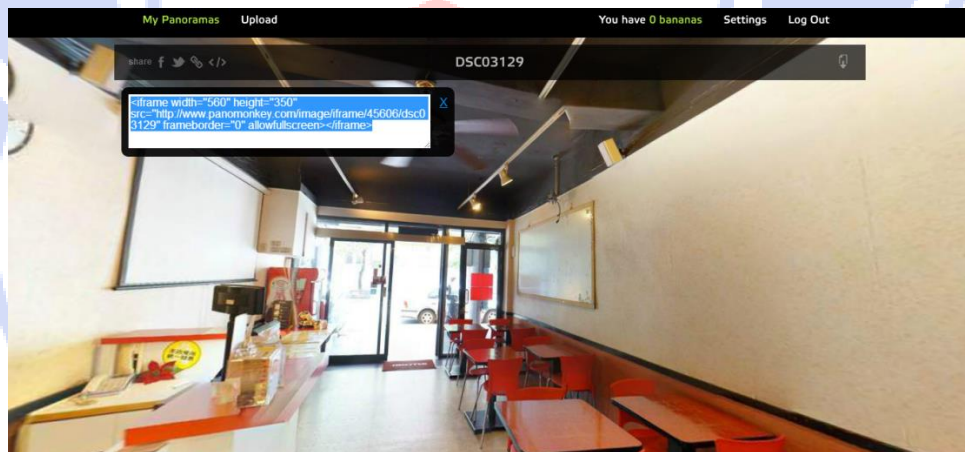 My Panoramas Upload You have 0 bananas Settings Log Out
share DSC03129
<iframe width="560" height="350"
src="http://www.panomonkey.com/image/iframe/45606/dsc0
3129" frameborder="0" allowfullscreen></iframe>
X